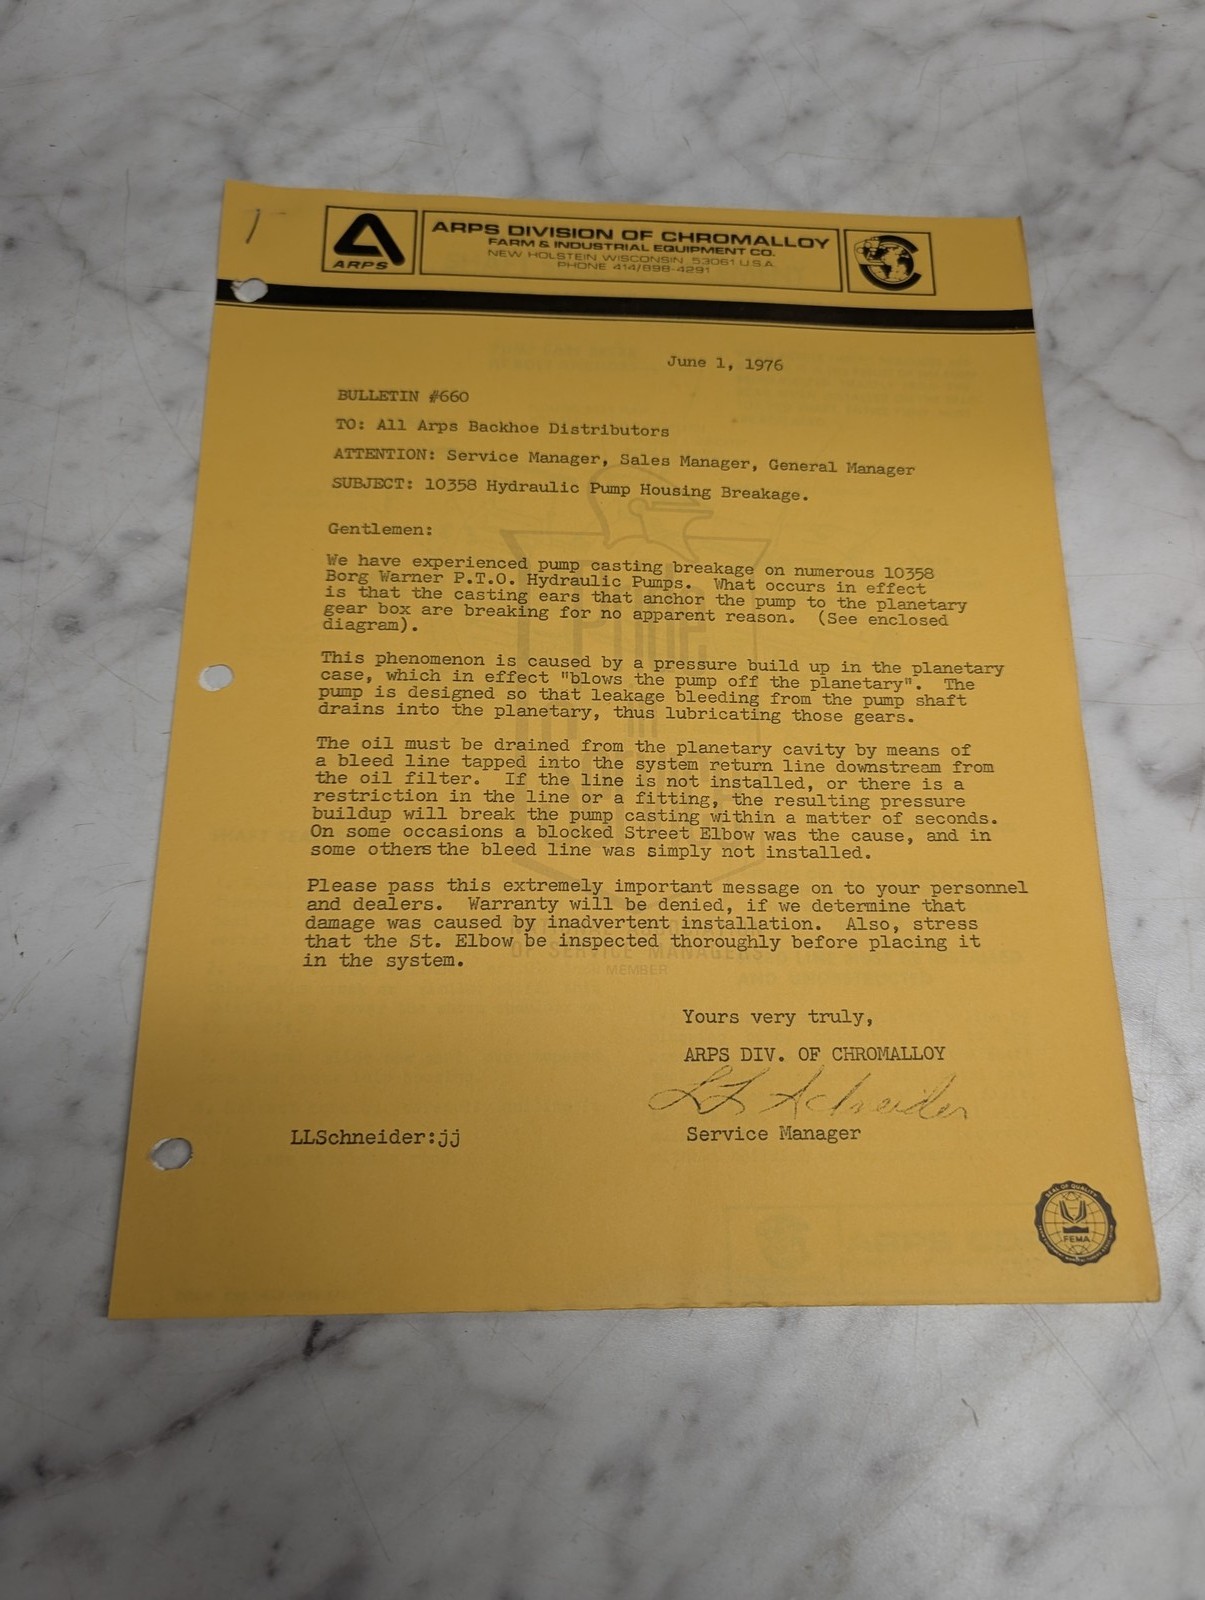 ARPS
ARPS DIVISION OF CHROMALLOY
FARM & INDUSTRIAL EQUIPMENT CO.
NEW HOLSTEIN WISCONSIN 53061 U.S.A.
PHONE 414/898-4291
June 1, 1976
BULLETIN #660
TO: All Arps Backhoe Distributors
ATTENTION: Service Manager, Sales Manager, General Manager
SUBJECT: 10358 Hydraulic Pump Housing Breakage.
Gentlemen:
We have experienced pump casting breakage on numerous 10358
Borg Warner P.T.O. Hydraulic Pumps. What occurs in effect
is that the casting ears that anchor the pump to the planetary
gear box are breaking for no apparent reason. (See enclosed
diagram).
This phenomenon is caused by a pressure build up in the planetary
case, which in effect "blows the pump off the planetary". The
pump is designed so that leakage bleeding from the pump shaft
drains into the planetary, thus lubricating those gears.
The oil must be drained from the planetary cavity by means of
a bleed line tapped into the system return line downstream from
the oil filter. If the line is not installed, or there is a
restriction in the line or a fitting, the resulting pressure
buildup will break the pump casting within a matter of seconds.
On some occasions a blocked Street Elbow was the cause, and in
some others the bleed line was simply not installed.
Please pass this extremely important message on to your personnel
and dealers. Warranty will be denied, if we determine that
damage was caused by inadvertent installation. Also, stress
that the St. Elbow be inspected thoroughly before placing it
in the system.
OF SERVICE MANAGERS
MEMBER
Yours very truly,
ARPS DIV. OF CHROMALLOY
LL Schneider
LLSchneider:jj
Service Manager
SEAL OF QUALITY
FEMA